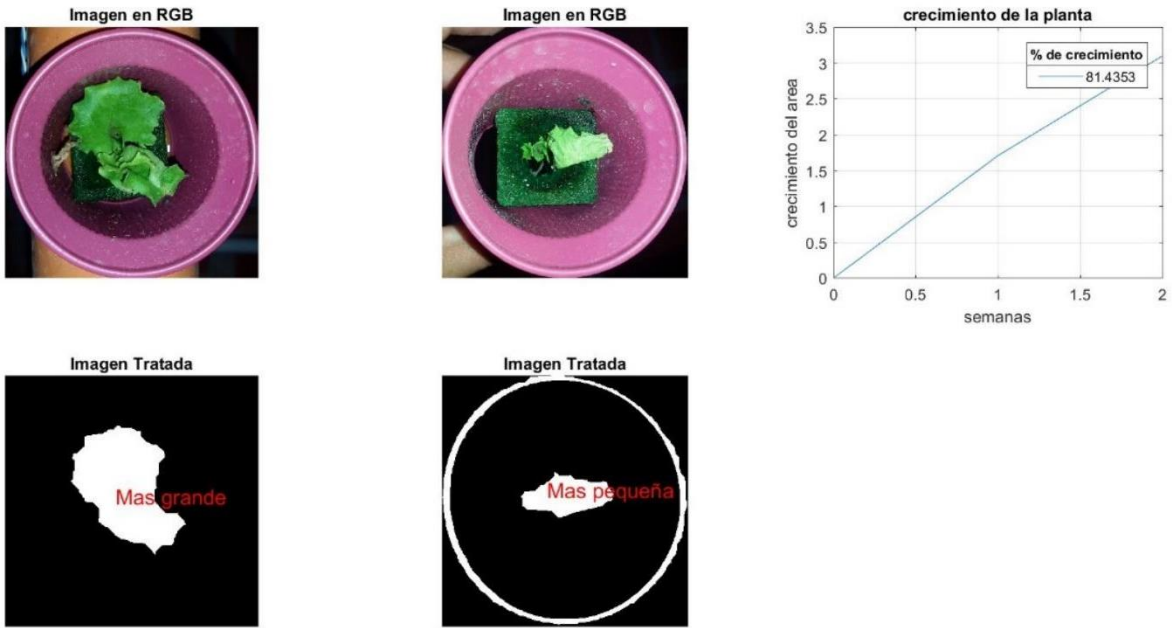 Imagen en RGB
Imagen en RGB
crecimiento de la planta
3.5
3
2.5
2
1.5
1
0.5
0
crecimiento del area
% de crecimiento
81.4353
0
0.5
1
1.5
2
semanas
Imagen Tratada
Imagen Tratada
Mas grande
Mas pequeña